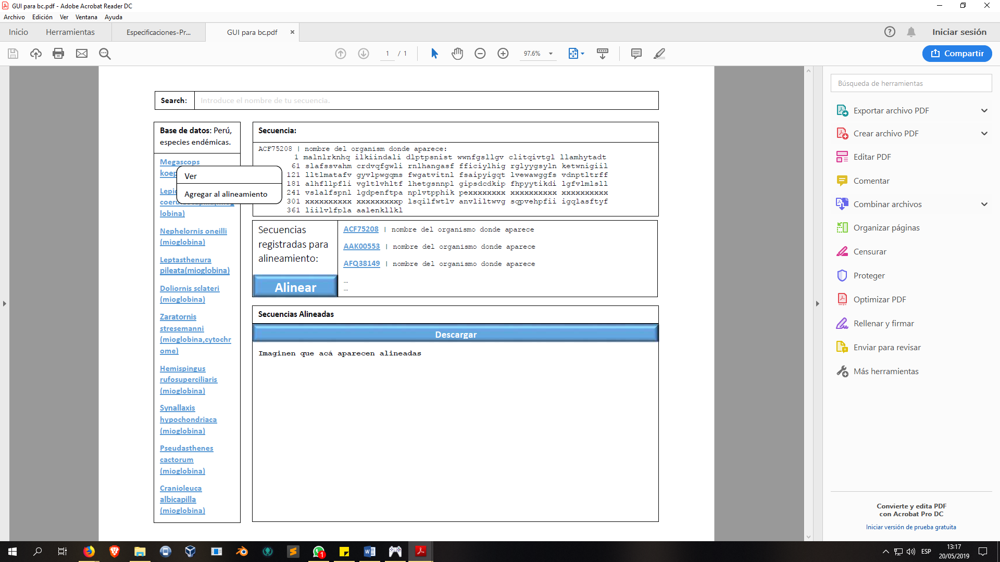 GUI para bc.pdf - Adobe Acrobat Reader DC
Archivo Edición Ver Ventana Ayuda
Inicio Herramientas Especificaciones-Pr... GUI para bc.pdf Iniciar sesión
1 / 1 97.6% Compartir
Search: Introduce el nombre de tu secuencia.
Base de datos: Perú,
especies endémicas.
Megascops
Ver
Agregar al alineamiento
lobina)
Nephelornis oneilli
(mioglobina)
Leptasthenura
pileata(mioglobina)
Doliornis sclateri
(mioglobina)
Zaratornis
stresemanni
(mioglobina,cytochr
ome)
Hemispingus
rufosuperciliaris
(mioglobina)
Synallaxis
hypochondriaca
(mioglobina)
Pseudasthenes
cactorum
(mioglobina)
Cranioleuca
albicapilla
(mioglobina)
Secuencia:
ACF75208 | nombre del organism donde aparece:
1 malnlrknhq ilkiindali dlptpsnist wwnfgsllgv clitqivtgl llamhytadt
61 slafssvahm crdvqfgwli rnlhangasf fficiylhig rglyygsyln ketwnigiil
121 lltlmatafv gyvlpwgqms fwgatvitnl fsaipyigqt lvewawggfs vdnptltrff
181 alhfllpfli vgltlvhltf lhetgsnnpl gipsdcdkip fhpyytikdi lgfvlmlsll
241 vslalfspnl lgdpenftpa nplvtpphik pexxxxxxxx xxxxxxxxxx xxxxxxxxxx
301 xxxxxxxxxx xxxxxxxxxp lsqilfwtlv anvliltwvg sqpvehpfii igqlasftyf
361 liilvlfpla aalenkllkl
Secuencias
registradas para
alineamiento:
Alinear
ACF75208 | nombre del organismo donde aparece
AAK00553 | nombre del organismo donde aparece
AFQ38149 | nombre del organismo donde aparece
...
...
Secuencias Alineadas
Descargar
Imaginen que acá aparecen alineadas
Búsqueda de herramientas
Exportar archivo PDF
Crear archivo PDF
Editar PDF
Comentar
Combinar archivos
Organizar páginas
Censurar
Proteger
Optimizar PDF
Rellenar y firmar
Enviar para revisar
Más herramientas
Convierte y edita PDF
con Acrobat Pro DC
Iniciar versión de prueba gratuita
1
ESP
13:17
20/05/2019